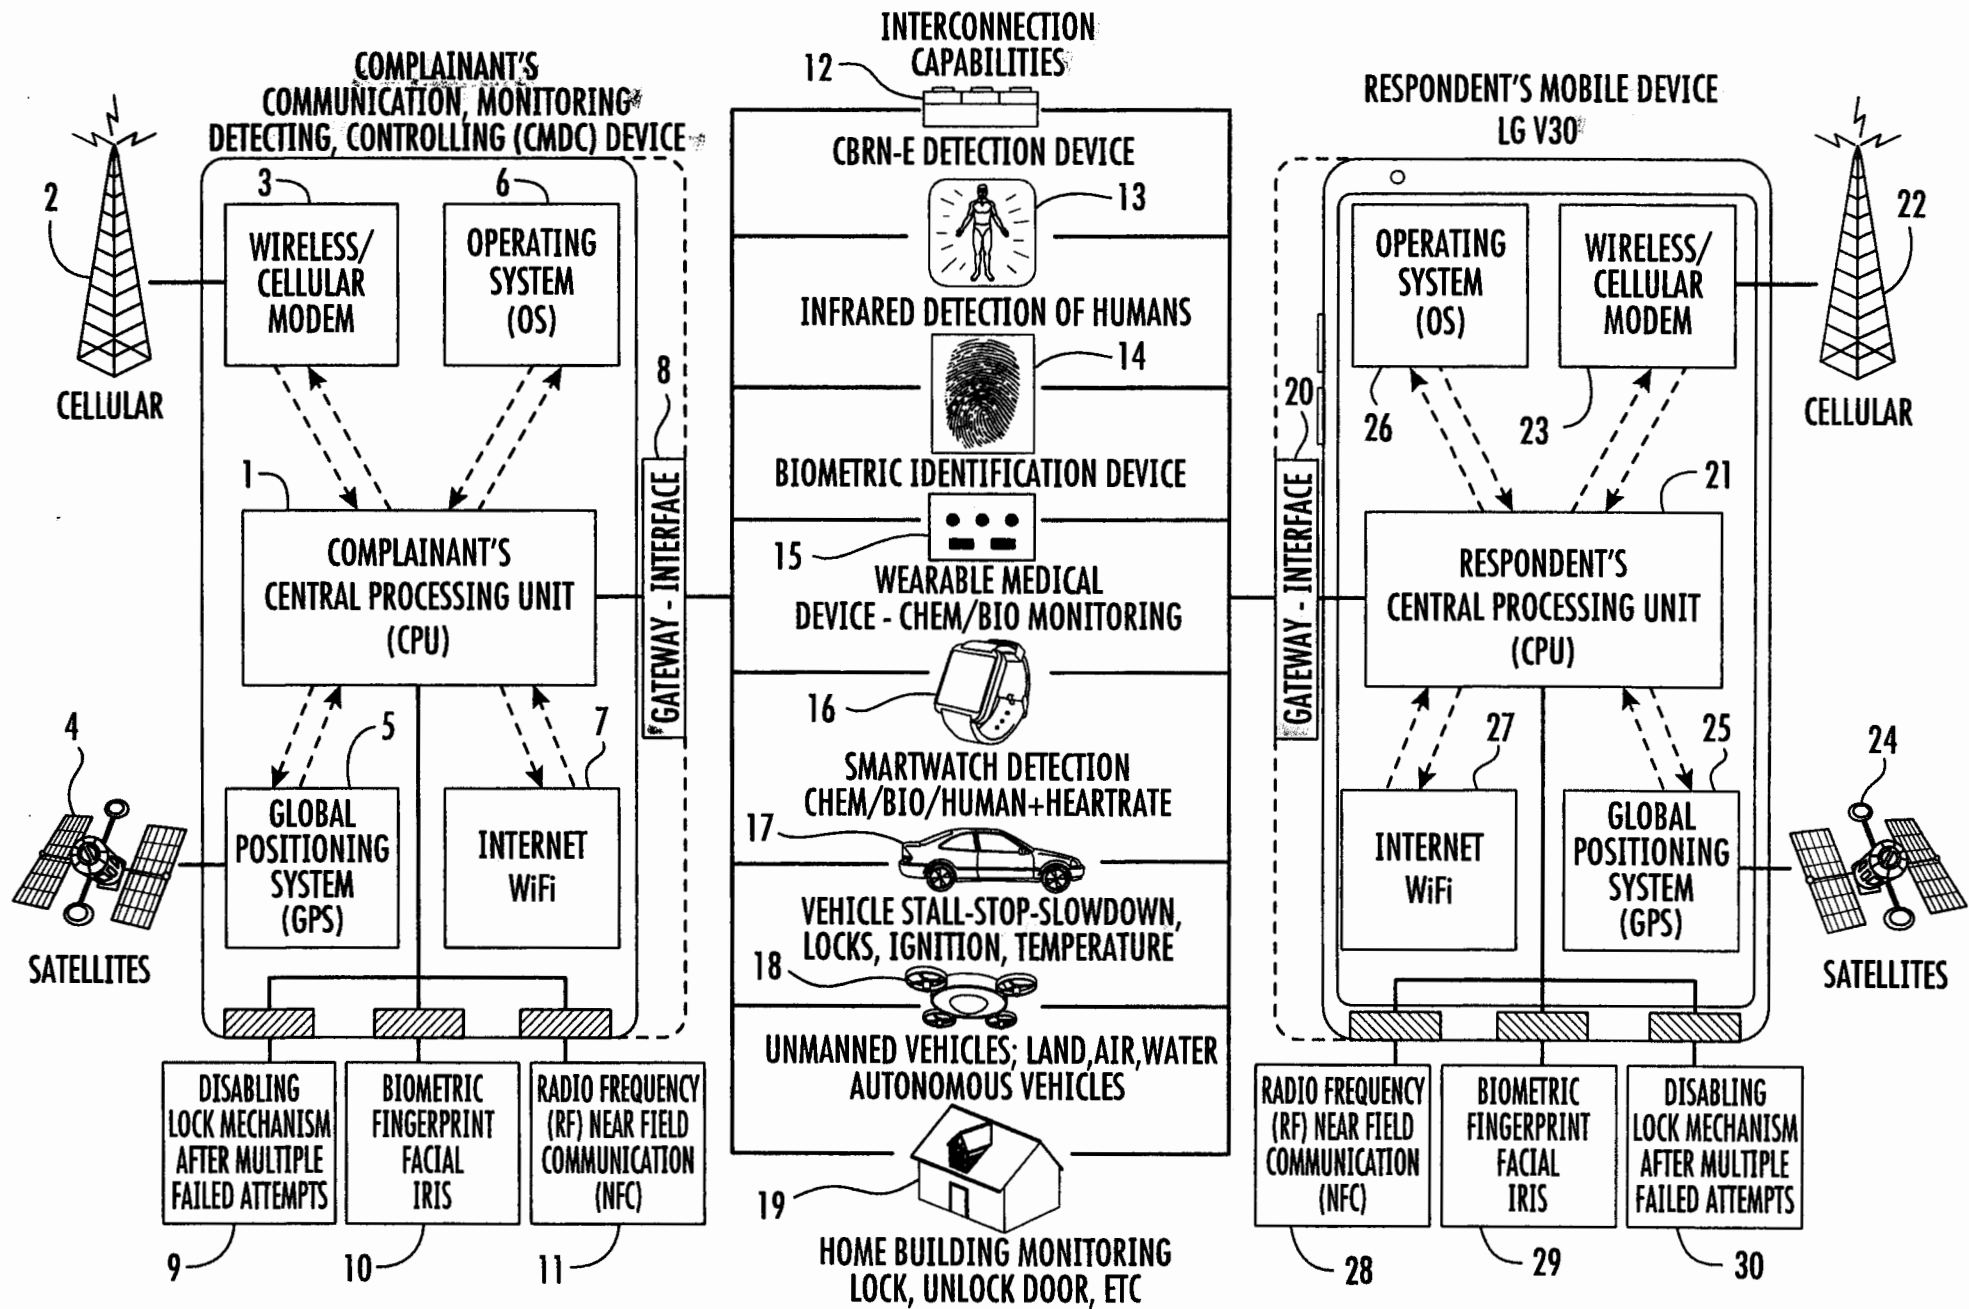 COMPLAINANT'S
COMMUNICATION, MONITORING
DETECTING, CONTROLLING (CMDC) DEVICE
2
CELLULAR
3
WIRELESS/
CELLULAR
MODEM
6
OPERATING
SYSTEM
(OS)
8
GATEWAY - INTERFACE
1
COMPLAINANT'S
CENTRAL PROCESSING UNIT
(CPU)
4
SATELLITES
5
GLOBAL
POSITIONING
SYSTEM
(GPS)
7
INTERNET
WiFi
DISABLING
LOCK MECHANISM
AFTER MULTIPLE
FAILED ATTEMPTS
9
BIOMETRIC
FINGERPRINT
FACIAL
IRIS
10
RADIO FREQUENCY
(RF) NEAR FIELD
COMMUNICATION
(NFC)
11
INTERCONNECTION
CAPABILITIES
12
CBRN-E DETECTION DEVICE
13
INFRARED DETECTION OF HUMANS
14
BIOMETRIC IDENTIFICATION DEVICE
15
WEARABLE MEDICAL
DEVICE - CHEM/BIO MONITORING
16
SMARTWATCH DETECTION
CHEM/BIO/HUMAN+HEARTRATE
17
VEHICLE STALL-STOP-SLOWDOWN,
LOCKS, IGNITION, TEMPERATURE
18
UNMANNED VEHICLES; LAND,AIR,WATER
AUTONOMOUS VEHICLES
19
HOME BUILDING MONITORING
LOCK, UNLOCK DOOR, ETC
RESPONDENT'S MOBILE DEVICE
LG V30
20
GATEWAY - INTERFACE
OPERATING
SYSTEM
(OS)
26
WIRELESS/
CELLULAR
MODEM
23
22
CELLULAR
21
RESPONDENT'S
CENTRAL PROCESSING UNIT
(CPU)
27
INTERNET
WiFi
25
GLOBAL
POSITIONING
SYSTEM
(GPS)
24
SATELLITES
RADIO FREQUENCY
(RF) NEAR FIELD
COMMUNICATION
(NFC)
28
BIOMETRIC
FINGERPRINT
FACIAL
IRIS
29
DISABLING
LOCK MECHANISM
AFTER MULTIPLE
FAILED ATTEMPTS
30